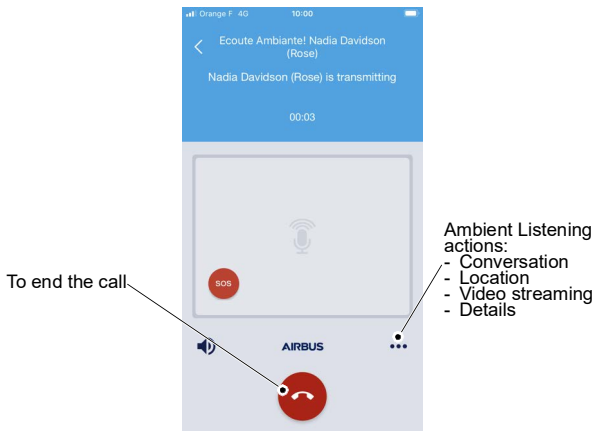 Orange F 4G 10:00
Ecoute Ambiante! Nadia Davidson
(Rose)
Nadia Davidson (Rose) is transmitting
00:03
Ambient Listening
actions:
- Conversation
- Location
- Video streaming
- Details
To end the call
SOS
AIRBUS